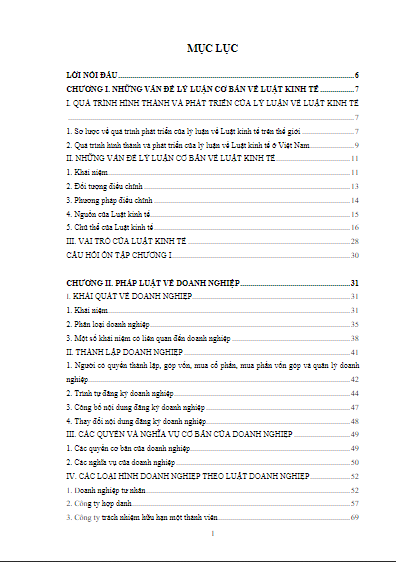 MỤC LỤC
LỜI NÓI ĐẦU 6
CHƯƠNG I. NHỮNG VẤN ĐỀ LÝ LUẬN CƠ BẢN VỀ LUẬT KINH TẾ 7
I. QUÁ TRÌNH HÌNH THÀNH VÀ PHÁT TRIỂN CỦA LÝ LUẬN VỀ LUẬT KINH TẾ
7
1. Sơ lược về quá trình phát triển của lý luận về Luật kinh tế trên thế giới 7
2. Quá trình hình thành và phát triển của lý luận về Luật kinh tế ở Việt Nam 9
II. NHỮNG VẤN ĐỀ LÝ LUẬN CƠ BẢN VỀ LUẬT KINH TẾ 11
1. Khái niệm 11
2. Đối tượng điều chỉnh 13
3. Phương pháp điều chỉnh 14
4. Nguồn của Luật kinh tế 15
5. Chủ thể của Luật kinh tế 16
III. VAI TRÒ CỦA LUẬT KINH TẾ 28
CÂU HỎI ÔN TẬP CHƯƠNG I 30
CHƯƠNG II. PHÁP LUẬT VỀ DOANH NGHIỆP 31
I. KHÁI QUÁT VỀ DOANH NGHIỆP 31
1. Khái niệm 31
2. Phân loại doanh nghiệp 35
3. Một số khái niệm có liên quan đến doanh nghiệp 38
II. THÀNH LẬP DOANH NGHIỆP 41
1. Người có quyền thành lập, góp vốn, mua cổ phần, mua phần vốn góp và quản lý doanh
nghiệp 42
2. Trình tự đăng ký doanh nghiệp 44
3. Công bố nội dung đăng ký doanh nghiệp 47
4. Thay đổi nội dung đăng ký doanh nghiệp 48
III. CÁC QUYỀN VÀ NGHĨA VỤ CƠ BẢN CỦA DOANH NGHIỆP 49
1. Các quyền cơ bản của doanh nghiệp 49
2. Các nghĩa vụ của doanh nghiệp 50
IV. CÁC LOẠI HÌNH DOANH NGHIỆP THEO LUẬT DOANH NGHIỆP 52
1. Doanh nghiệp tư nhân 52
2. Công ty hợp danh 57
3. Công ty trách nhiệm hữu hạn một thành viên 69
1